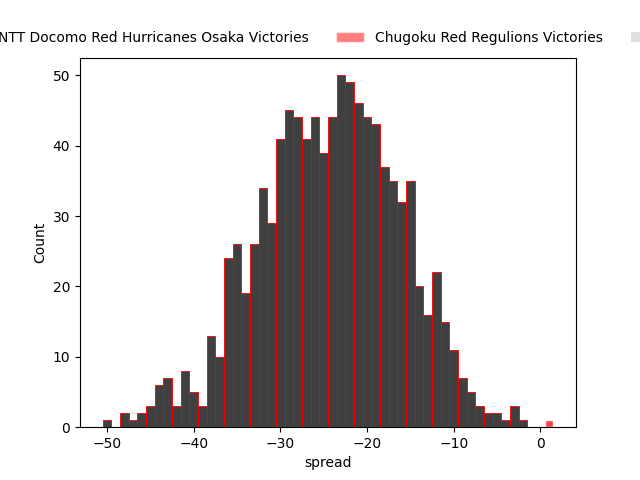 NTT Docomo Red Hurricanes Osaka Victories Chugoku Red Regulions Victories
50
40
30
20
10
0
Count
−50 −40 −30 −20 −10 0
spread